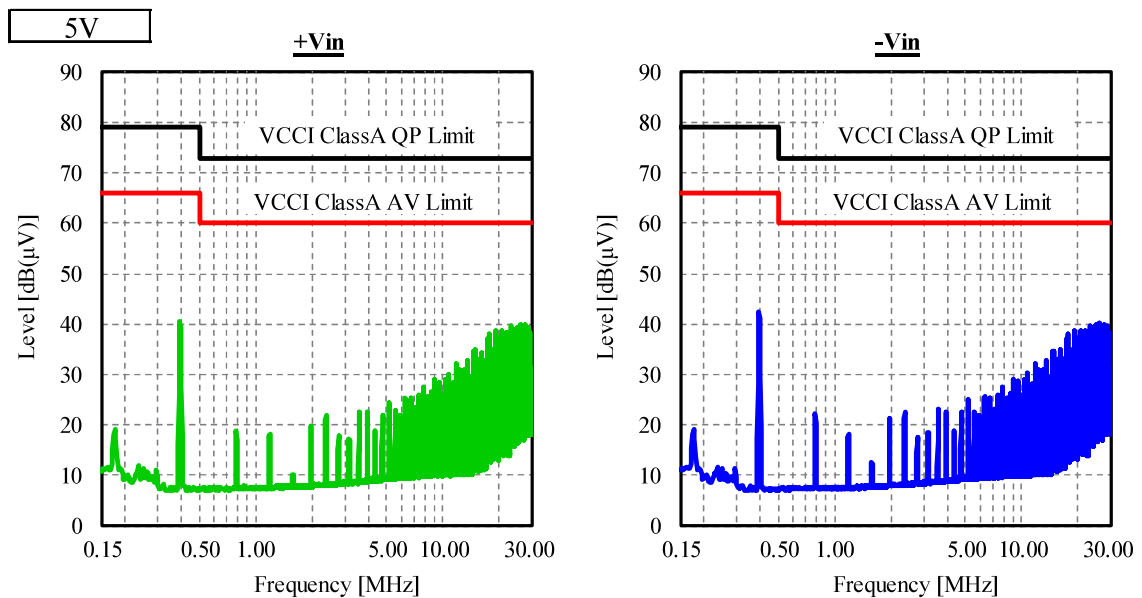 5V
+Vin
90
80
70
60
50
40
30
20
10
0
VCCI ClassA QP Limit
VCCI ClassA AV Limit
Level [dB(μV)]
0.15 0.50 1.00 5.00 10.00 30.00
Frequency [MHz]
-Vin
90
80
70
60
50
40
30
20
10
0
VCCI ClassA QP Limit
VCCI ClassA AV Limit
Level [dB(μV)]
0.15 0.50 1.00 5.00 10.00 30.00
Frequency [MHz]